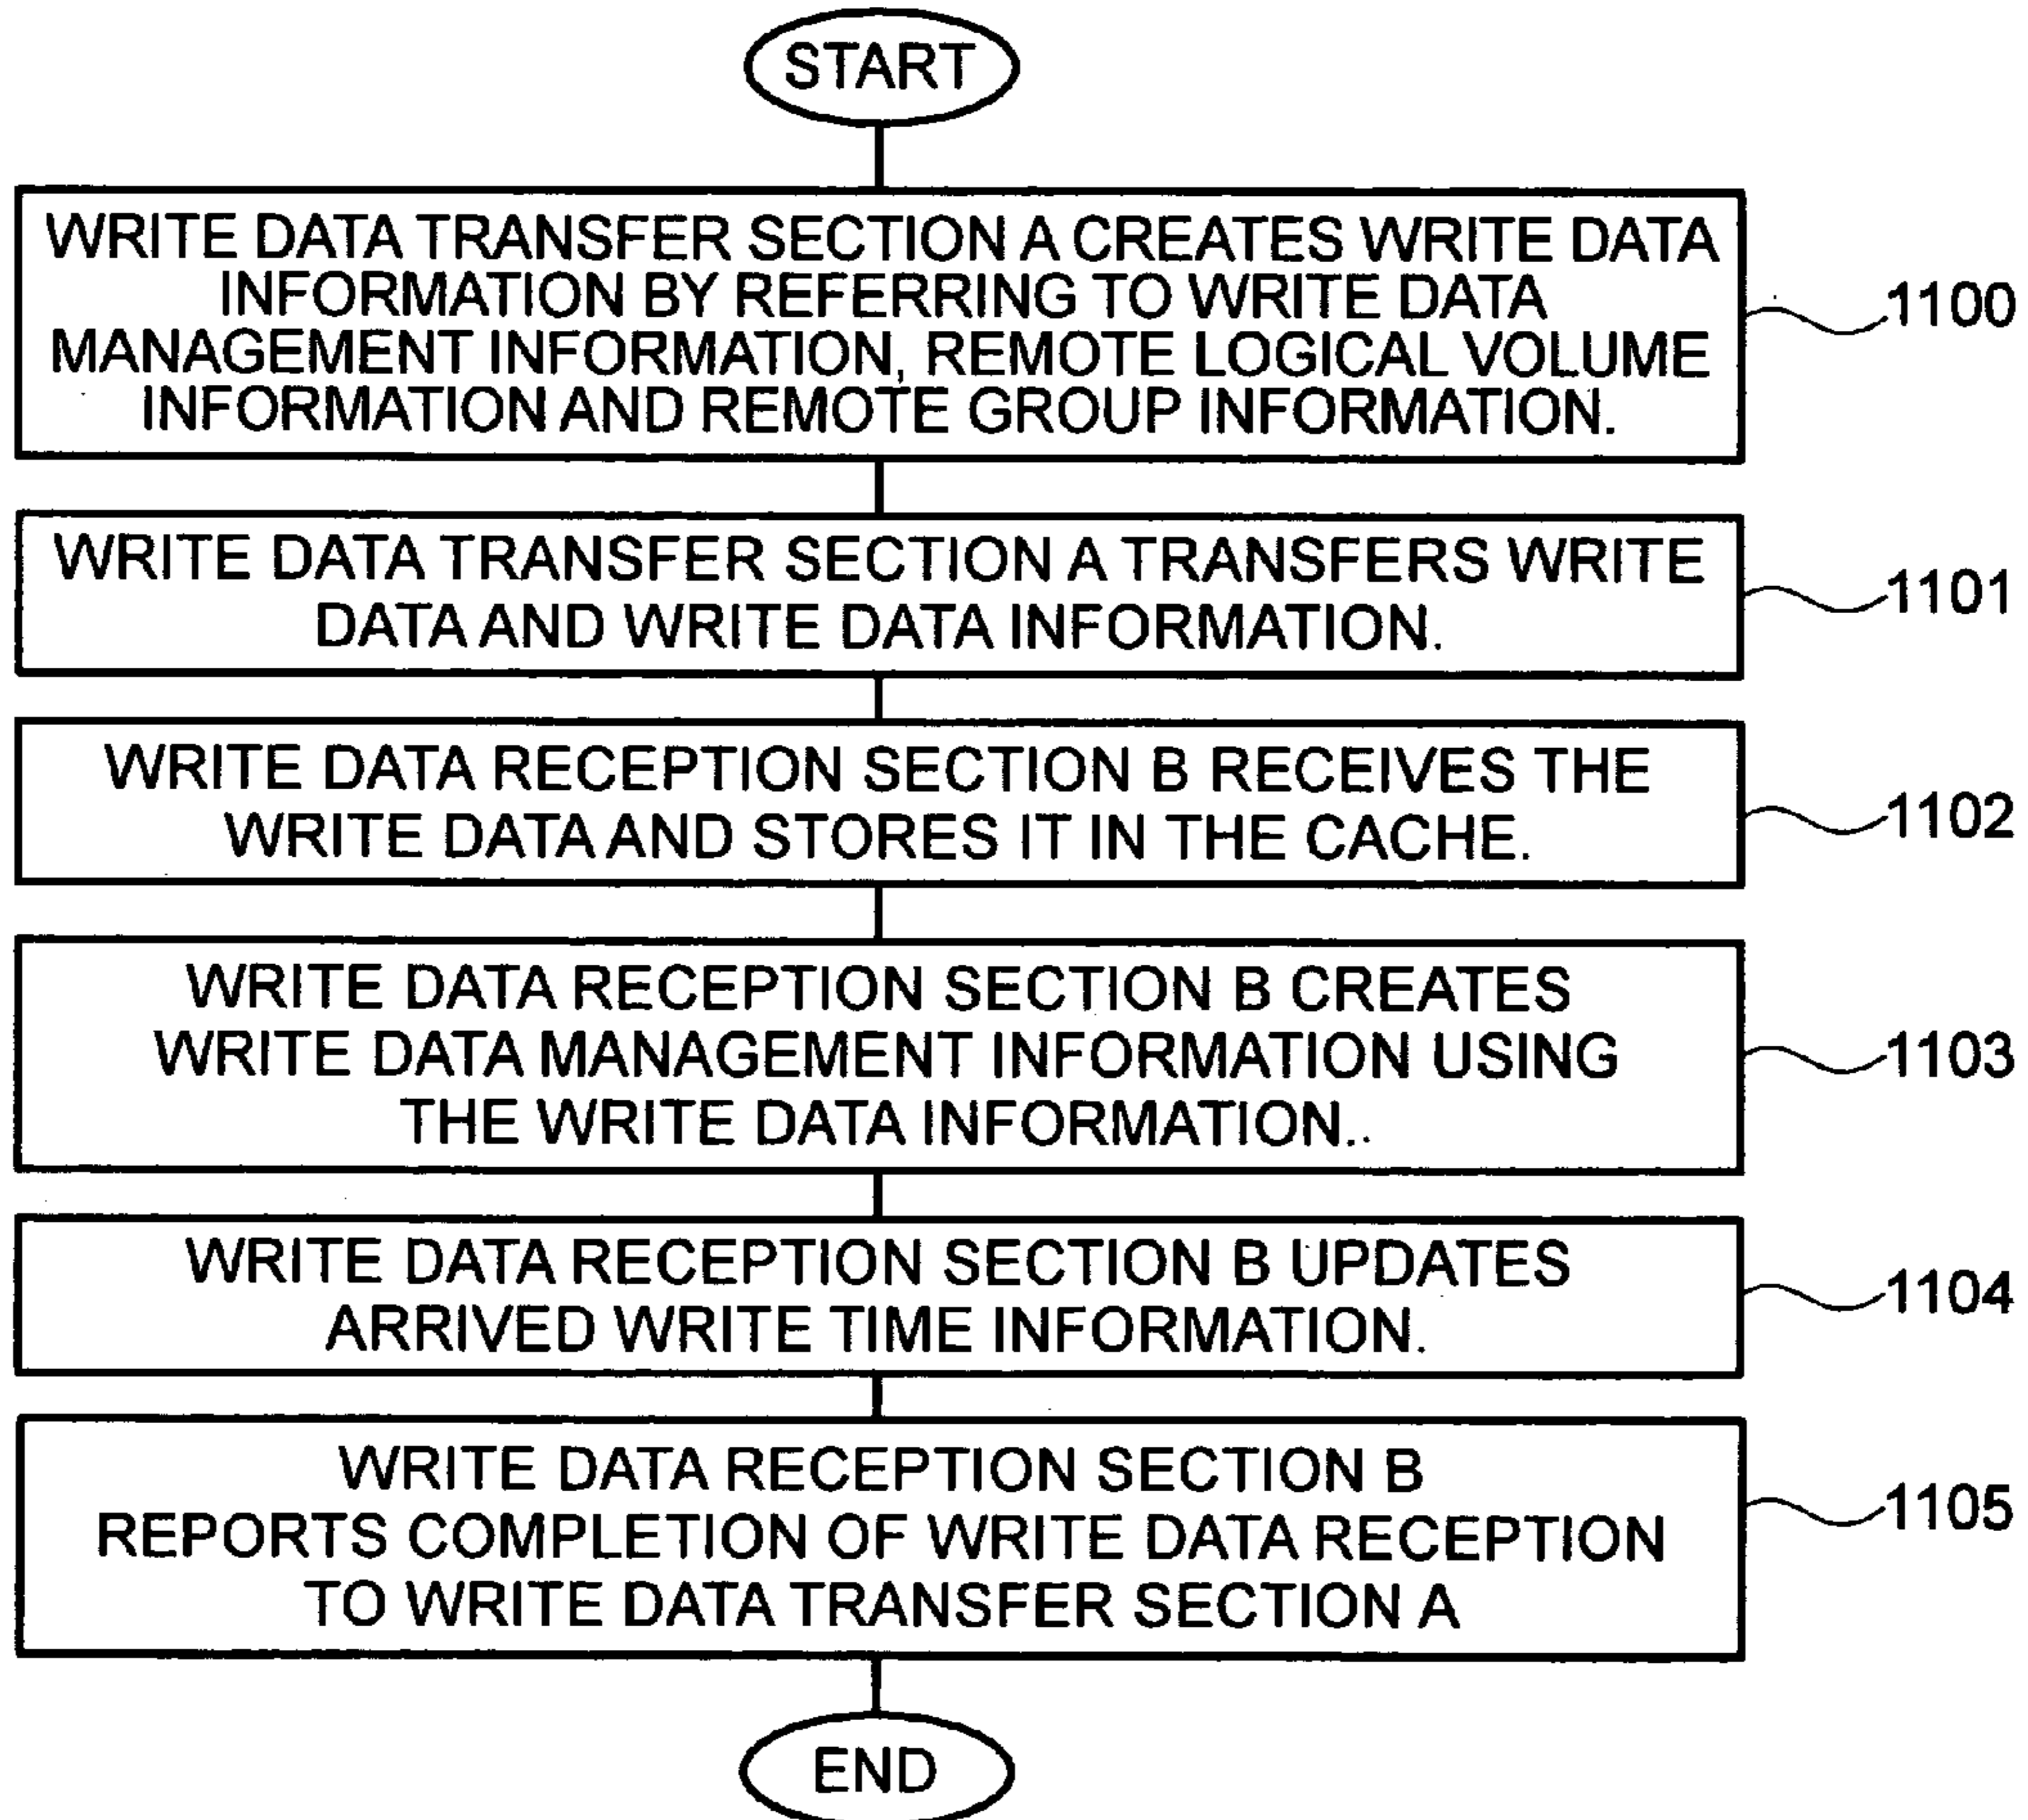 START
WRITE DATA TRANSFER SECTION A CREATES WRITE DATA
INFORMATION BY REFERRING TO WRITE DATA
MANAGEMENT INFORMATION, REMOTE LOGICAL VOLUME
INFORMATION AND REMOTE GROUP INFORMATION.
1100
WRITE DATA TRANSFER SECTION A TRANSFERS WRITE
DATA AND WRITE DATA INFORMATION.
1101
WRITE DATA RECEPTION SECTION B RECEIVES THE
WRITE DATA AND STORES IT IN THE CACHE.
1102
WRITE DATA RECEPTION SECTION B CREATES
WRITE DATA MANAGEMENT INFORMATION USING
THE WRITE DATA INFORMATION..
1103
WRITE DATA RECEPTION SECTION B UPDATES
ARRIVED WRITE TIME INFORMATION.
1104
WRITE DATA RECEPTION SECTION B
REPORTS COMPLETION OF WRITE DATA RECEPTION
TO WRITE DATA TRANSFER SECTION A
1105
END